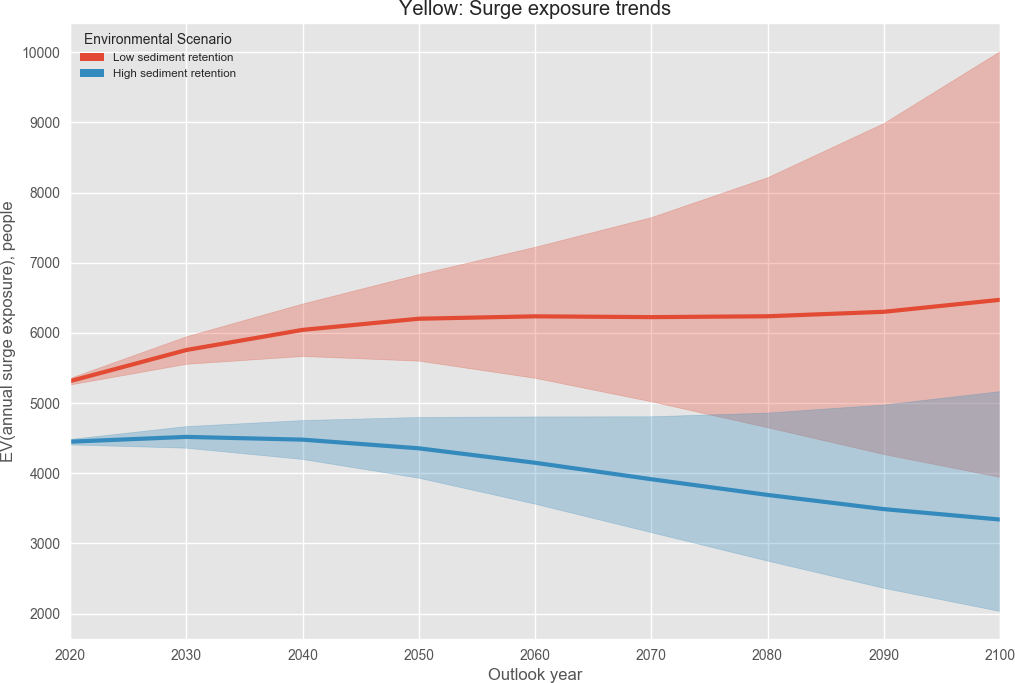 Yellow: Surge exposure trends
Environmental Scenario
Low sediment retention
High sediment retention
10000
9000
8000
7000
6000
5000
4000
3000
2000
EV(annual surge exposure), people
2020 2030 2040 2050 2060 2070 2080 2090 2100
Outlook year